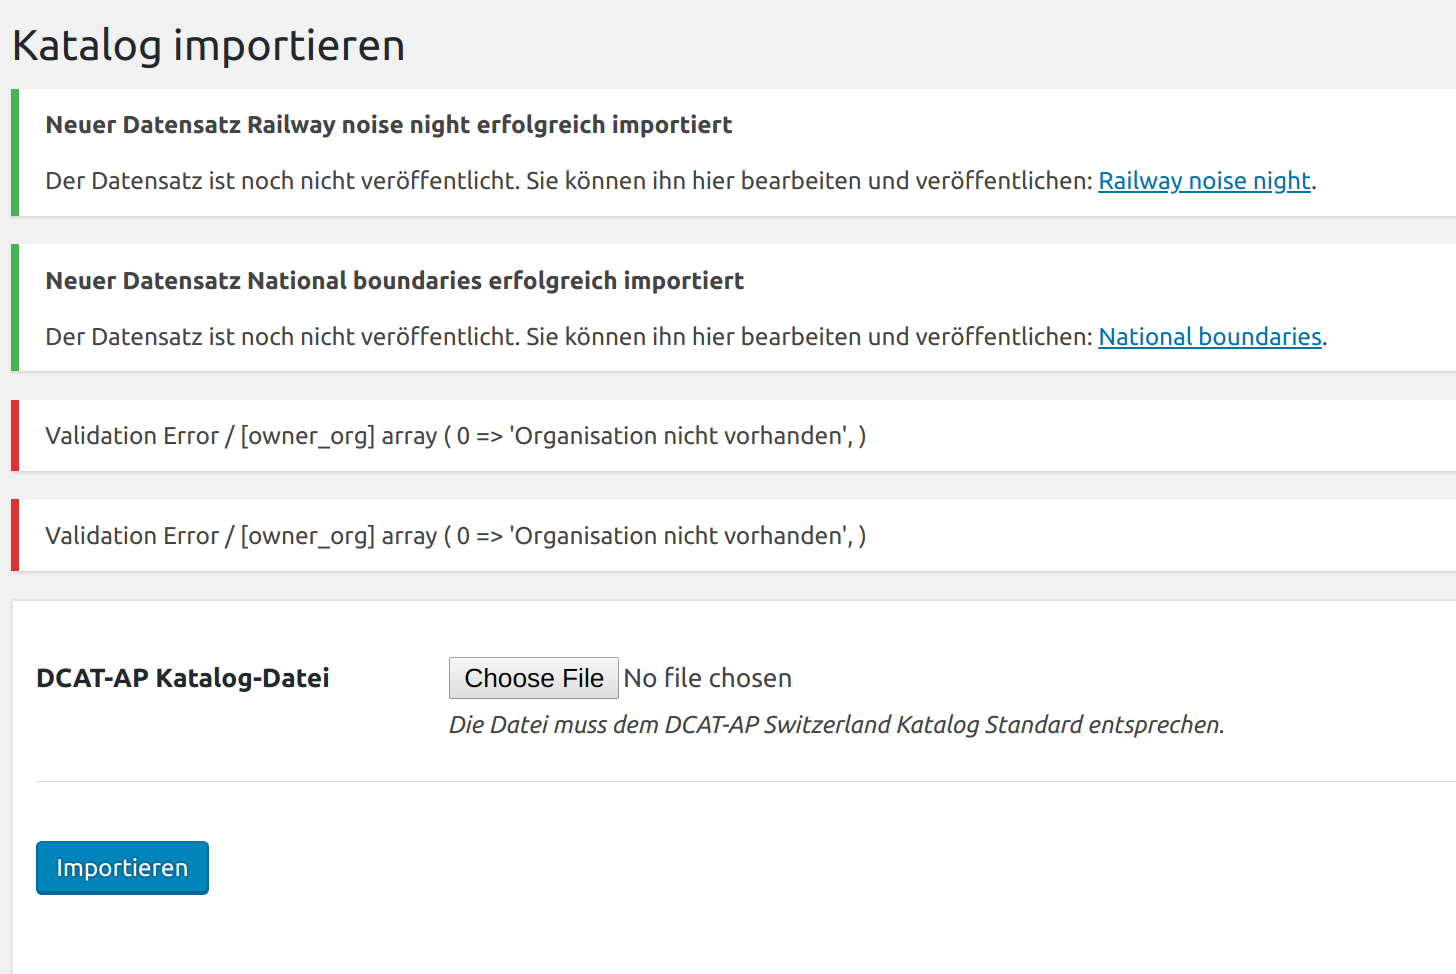 Katalog importieren
Neuer Datensatz Railway noise night erfolgreich importiert
Der Datensatz ist noch nicht veröffentlicht. Sie können ihn hier bearbeiten und veröffentlichen: Railway noise night.
Neuer Datensatz National boundaries erfolgreich importiert
Der Datensatz ist noch nicht veröffentlicht. Sie können ihn hier bearbeiten und veröffentlichen: National boundaries.
Validation Error / [owner_org] array ( 0 => 'Organisation nicht vorhanden', )
Validation Error / [owner_org] array ( 0 => 'Organisation nicht vorhanden', )
DCAT-AP Katalog-Datei
Choose File No file chosen
Die Datei muss dem DCAT-AP Switzerland Katalog Standard entsprechen.
Importieren